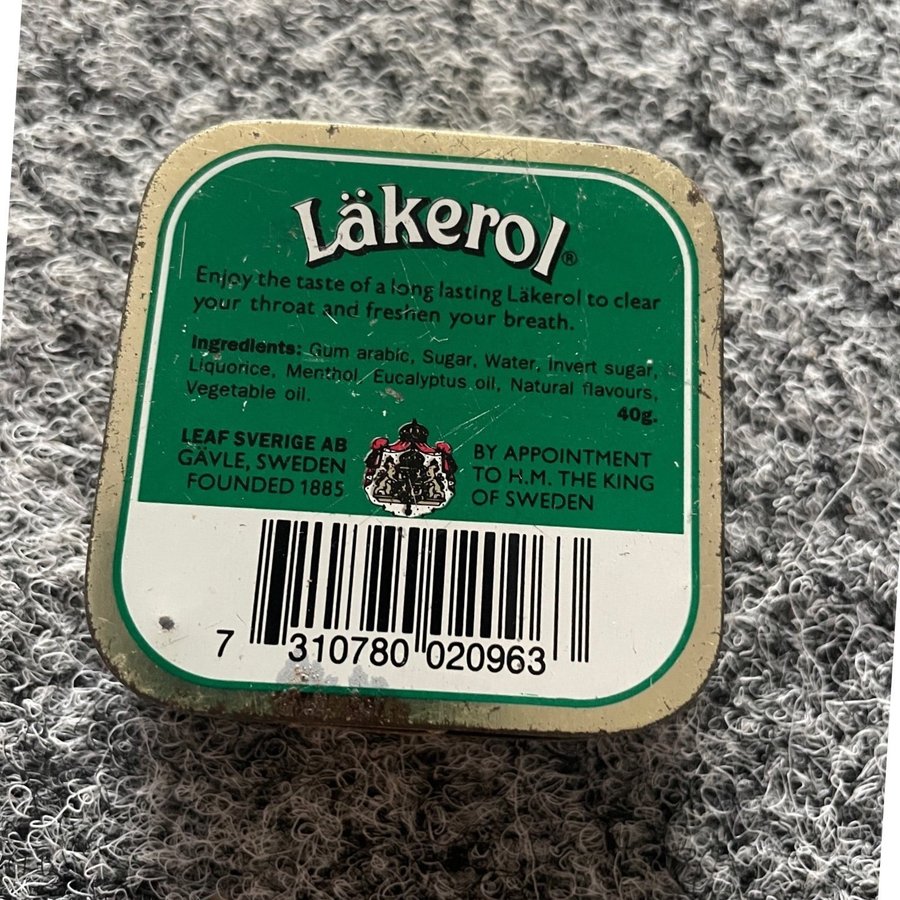 Läkerol®
Enjoy the taste of a long lasting Läkerol to clear
your throat and freshen your breath.
Ingredients: Gum arabic, Sugar, Water, Invert sugar,
Liquorice, Menthol, Eucalyptus oil, Natural flavours,
Vegetable oil.
40g.
LEAF SVERIGE AB
GÄVLE, SWEDEN
FOUNDED 1885
BY APPOINTMENT
TO H.M. THE KING
OF SWEDEN
7 310780 020963